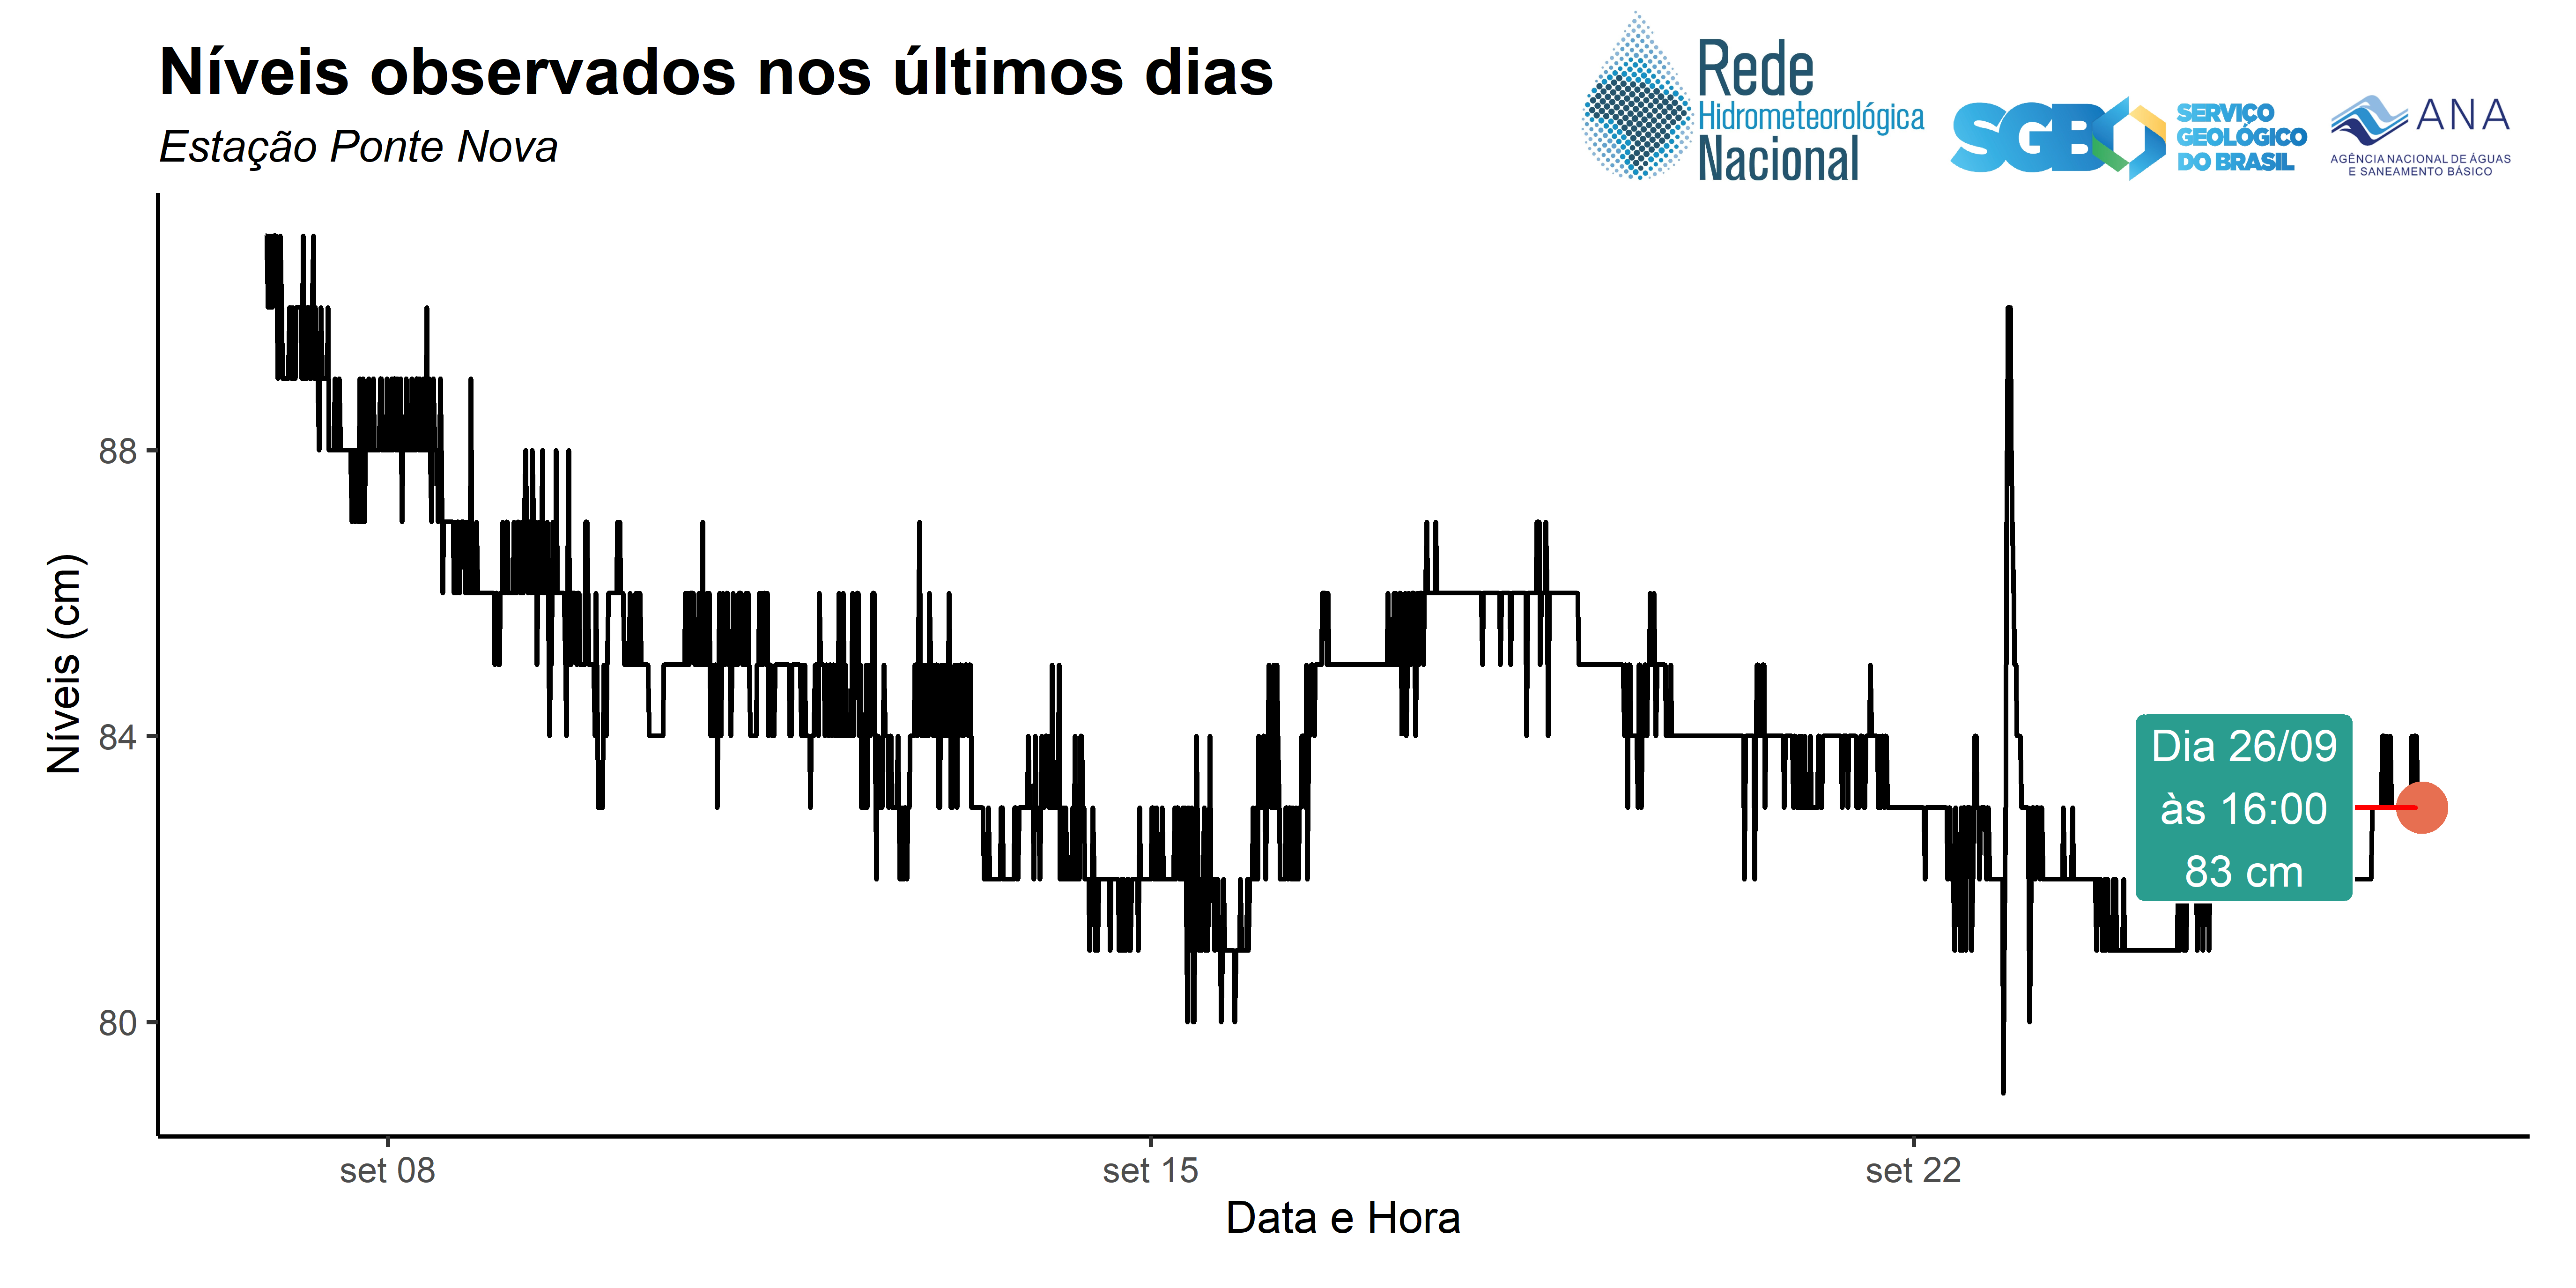 Níveis observados nos últimos dias
Estação Ponte Nova
Rede
Hidrometeorológica
Nacional
SGB
SERVIÇO
GEOLÓGICO
DO BRASIL
ANA
AGÊNCIA NACIONAL DE ÁGUAS
E SANEAMENTO BÁSICO
Níveis (cm)
88
84
80
Dia 26/09
às 16:00
83 cm
set 08
set 15
set 22
Data e Hora